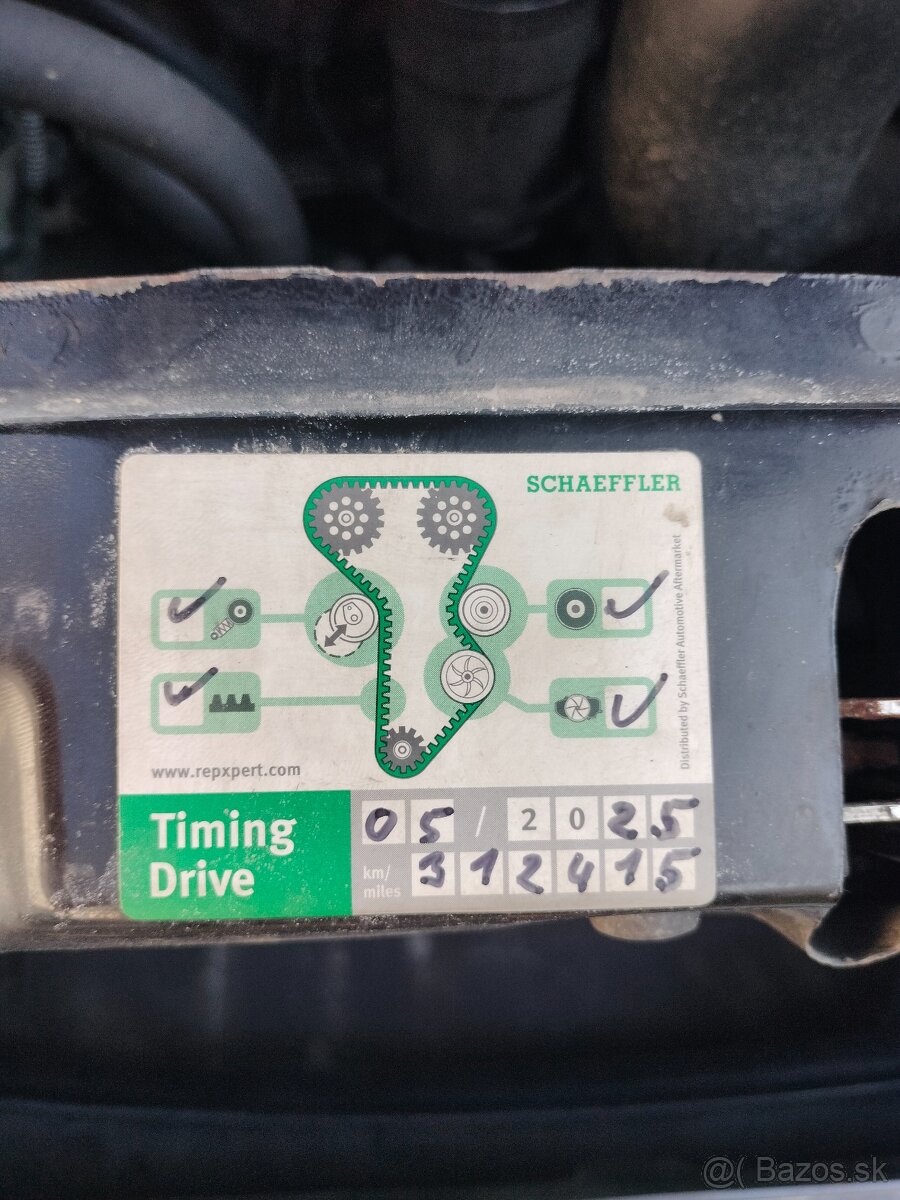 SCHAEFFLER
Distributed by Schaeffler Automotive Aftermarket
www.repxpert.com
Timing
Drive
05 / 2025
km/
miles
312415
@( Bazos.sk